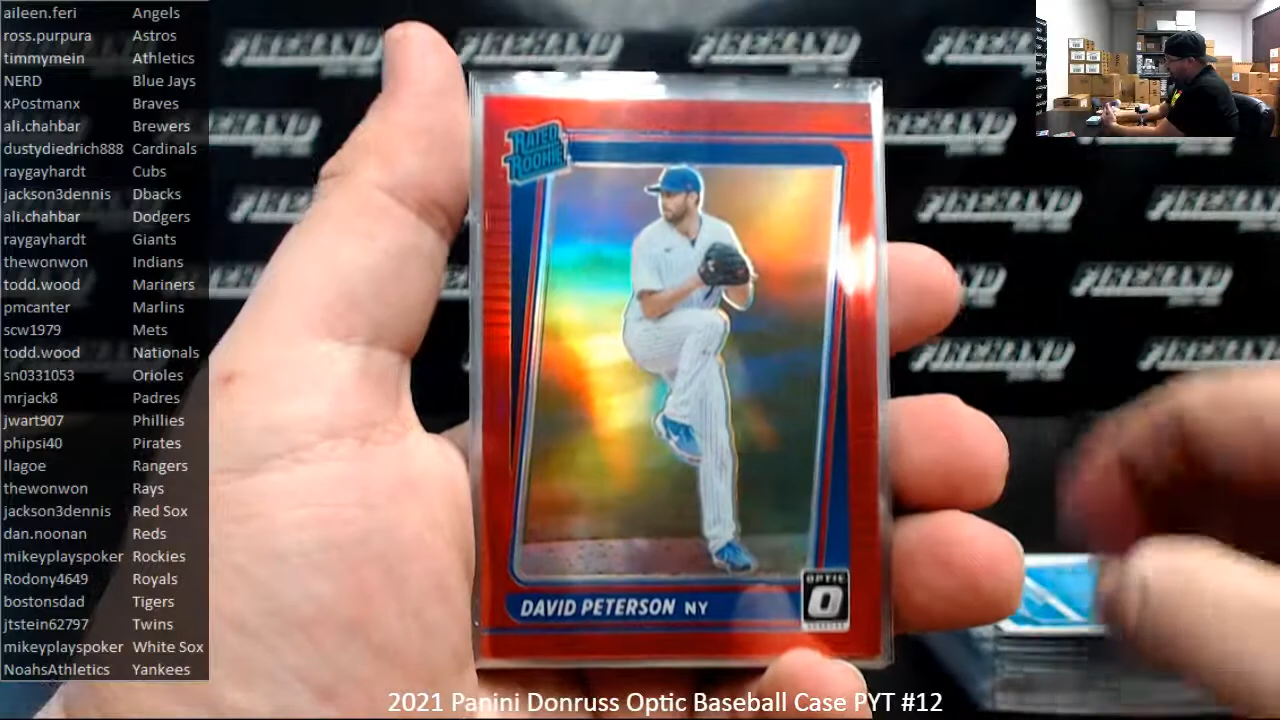 aileen.feri Angels
ross.purpura Astros
timmymein Athletics
NERD Blue Jays
xPostmanx Braves
ali.chahbar Brewers
dustydiedrich888 Cardinals
raygayhardt Cubs
jackson3dennis Dbacks
ali.chahbar Dodgers
raygayhardt Giants
thewonwon Indians
todd.wood Mariners
pmcanter Marlins
scw1979 Mets
todd.wood Nationals
sn0331053 Orioles
mrjack8 Padres
jwart907 Phillies
phipsi40 Pirates
llagoe Rangers
thewonwon Rays
jackson3dennis Red Sox
dan.noonan Reds
mikeyplayspoker Rockies
Rodony4649 Royals
bostonsdad Tigers
jtstein62797 Twins
mikeyplayspoker White Sox
NoahsAthletics Yankees
RATED
ROOKIE
DAVID PETERSON NY
OPTIC
O
2021 Panini Donruss Optic Baseball Case PYT #12